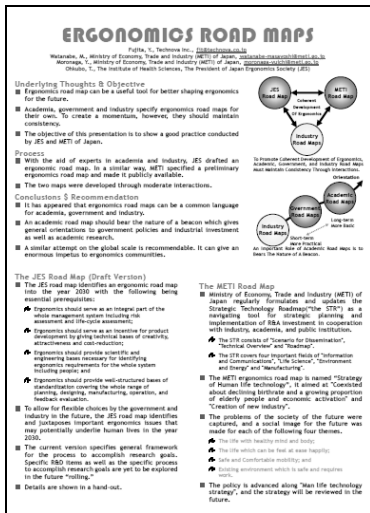 ERGONOMICS ROAD MAPS
Fujita, Y., Technova Inc., fjt@technova.co.jp
Watanabe, M., Ministry of Economy, Trade and Industry (METI) of Japan, watanabe-masayoshi@meti.go.jp
Moronaga, Y., Ministry of Economy, Trade and Industry (METI) of Japan, moronaga-yuichi@meti.go.jp
Ohkubo, T., The Institute of Health Sciences, The President of Japan Ergonomics Society (JES)
Underlying Thoughts & Objective
Ergonomics road map can be a useful tool for better shaping ergonomics
for the future.
Academia, government and industry specify ergonomics road maps for
their own. To create a momentum, however, they should maintain
consistency.
The objective of this presentation is to show a good practice conducted
by JES and METI of Japan.
Process
With the aid of experts in academia and industry, JES drafted an
ergonomic road map. In a similar way, METI specified a preliminary
ergonomic road map and made it publicly available.
The two maps were developed through moderate interactions.
Conclusions & Recommendation
It has appeared that ergonomics road maps can be a common language
for academia, government and industry.
An academic road map should bear the nature of a beacon which gives
general orientations to government policies and industrial investment
as well as academic research.
A similar attempt on the global scale is recommendable. It can give an
enormous impetus to ergonomics communities.
JES
Road Map
METI
Road Map
Coherent
Development
Of Ergonomics
Industry
Road Map
To Promote Coherent Development of Ergonomics,
Academic, Government, and Industry Road Maps
Must Maintain Consistency Through Interactions.
Orientation
Academic
Road Maps
Government
Road Maps
Industry
Road Maps
Long-term
More Basic
Short-term
More Practical
An Important Role of Academic Road Maps is to
Bears The Nature of A Beacon.
The JES Road Map (Draft Version)
The JES road map identifies an ergonomic road map
into the year 2030 with the following being
essential prerequisites:
Ergonomics should serve as an integral part of the
whole management system including risk
assessment and life-cycle assessment;
Ergonomics should serve as an incentive for product
development by giving technical bases of creativity,
attractiveness and cost-reduction;
Ergonomics should provide scientific and
engineering bases necessary for identifying
ergonomics requirements for the whole system
including people; and
Ergonomics should provide well-structured bases of
standardization covering the whole range of
planning, designing, manufacturing, operation, and
feedback evaluation.
To allow for flexible choices by the government and
industry in the future, the JES road map identifies
and juxtaposes important ergonomics issues that
may potentially underlie human lives in the year
2030.
The current version specifies general framework
for the process to accomplish research goals.
Specific R&D items as well as the specific process
to accomplish research goals are yet to be explored
in the future "rolling."
Details are shown in a hand-out.
The METI Road Map
Ministry of Economy, Trade and Industry (METI) of
Japan regularly formulates and updates the
Strategic Technology Roadmap("the STR") as a
navigating tool for strategic planning and
implementation of R&A investment in cooperation
with industry, academia, and public institution.
The STR consists of "Scenario for Dissemination",
"Technical Overview" and "Roadmap".
The STR covers four important fields of "Information
and Communications", "Life Science", "Environment
and Energy" and "Manufacturing".
The METI ergonomics road map is named "Strategy
of Human life technology", it aimed at "Coexisted
about declining birthrate and a growing proportion
of elderly people and economic activation" and
"Creation of new industry".
The problems of the society of the future were
captured, and a social image for the future was
made for each of the following four themes.
The life with healthy mind and body;
The life which can be feel at ease happily;
Safe and Comfortable mobility; and
Existing environment which is safe and requires
work.
The policy is advanced along "Man life technology
strategy", and the strategy will be reviewed in the
future.